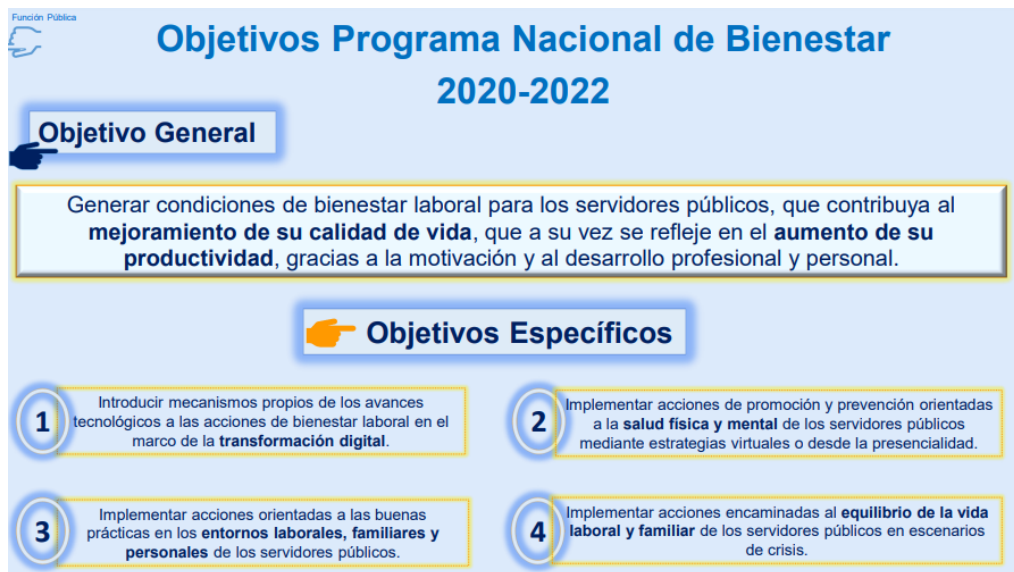 Función Pública
Objetivos Programa Nacional de Bienestar
2020-2022
Objetivo General
Generar condiciones de bienestar laboral para los servidores públicos, que contribuya al
mejoramiento de su calidad de vida, que a su vez se refleje en el aumento de su
productividad, gracias a la motivación y al desarrollo profesional y personal.
Objetivos Específicos
1
Introducir mecanismos propios de los avances
tecnológicos a las acciones de bienestar laboral en el
marco de la transformación digital.
2
Implementar acciones de promoción y prevención orientadas
a la salud física y mental de los servidores públicos
mediante estrategias virtuales o desde la presencialidad.
3
Implementar acciones orientadas a las buenas
prácticas en los entornos laborales, familiares y
personales de los servidores públicos.
4
Implementar acciones encaminadas al equilibrio de la vida
laboral y familiar de los servidores públicos en escenarios
de crisis.